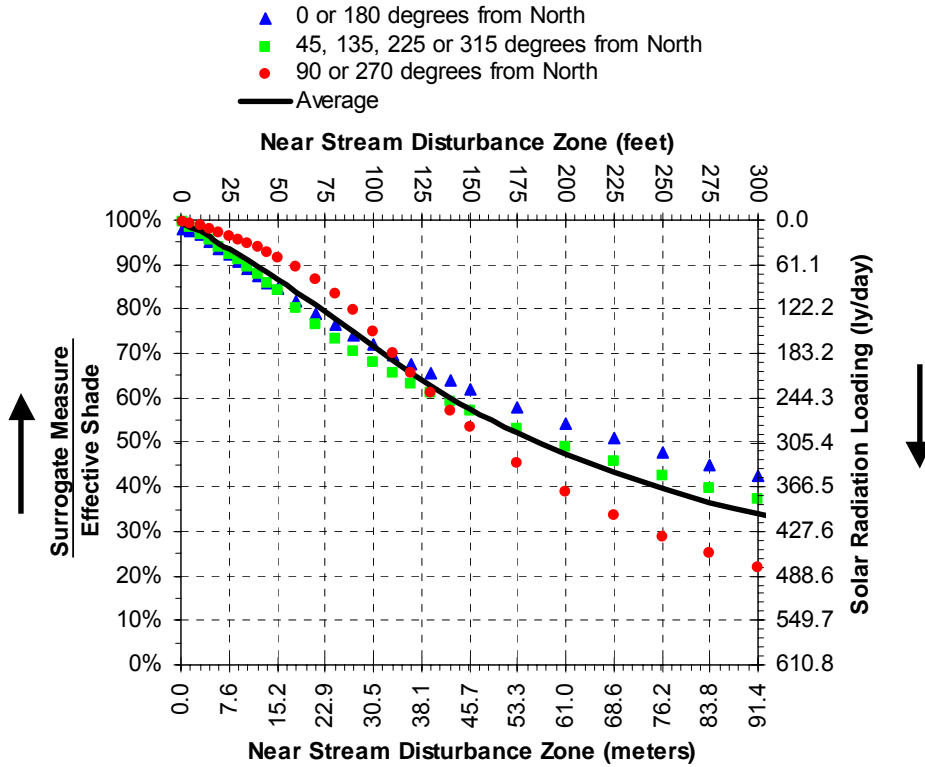 0 or 180 degrees from North
45, 135, 225 or 315 degrees from North
90 or 270 degrees from North
Average
Near Stream Disturbance Zone (feet)
0 25 50 75 100 125 150 175 200 225 250 275 300
100%
90%
80%
70%
60%
50%
40%
30%
20%
10%
0%
Surrogate Measure
Effective Shade
0.0
61.1
122.2
183.2
244.3
305.4
366.5
427.6
488.6
549.7
610.8
Solar Radiation Loading (ly/day)
0.0 7.6 15.2 22.9 30.5 38.1 45.7 53.3 61.0 68.6 76.2 83.8 91.4
Near Stream Disturbance Zone (meters)